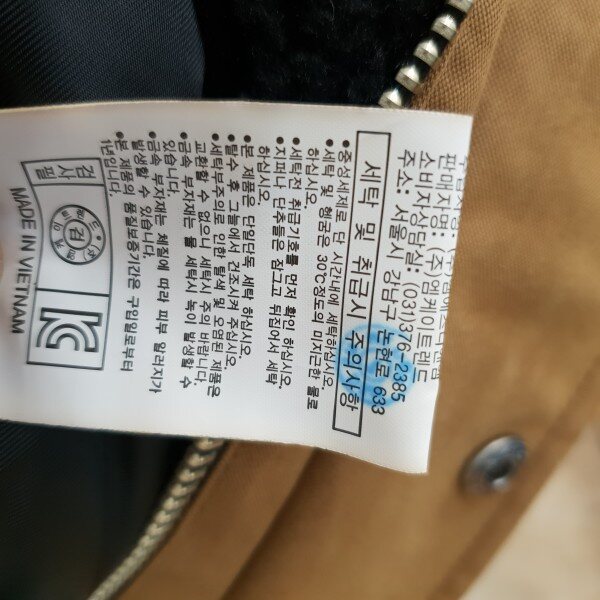 판매자명: (주)엠케이트렌드
소비자상담실: (031)376-2385
주소: 서울시 강남구 논현로 633
세탁 및 취급시 주의사항
•중성세제로 단 시간내에 세탁하십시오.
•세탁 및 헹굼은 30℃정도의 미지근한 물로
하십시오.
•세탁전 취급기호를 먼저 확인 하십시오.
•지퍼나 단추등은 잠그고 뒤집어서 세탁
하십시오.
•본 제품은 단일단독 세탁 하십시오.
•탈수 후 그늘에서 건조시켜 주십시오.
•세탁부주의로 인한 탈색 및 오염된 제품은
교환할 수 없으니 세탁시 주의 바랍니다.
•금속 부자재는 물 세탁시 녹이 발생할 수
있습니다.
•금속 부자재는 체질에 따라 피부 알러지가
발생할 수 있습니다.
•본 제품의 품질보증기간은 구입일로부터
1년입니다.
검사필
검
MADE IN VIETNAM